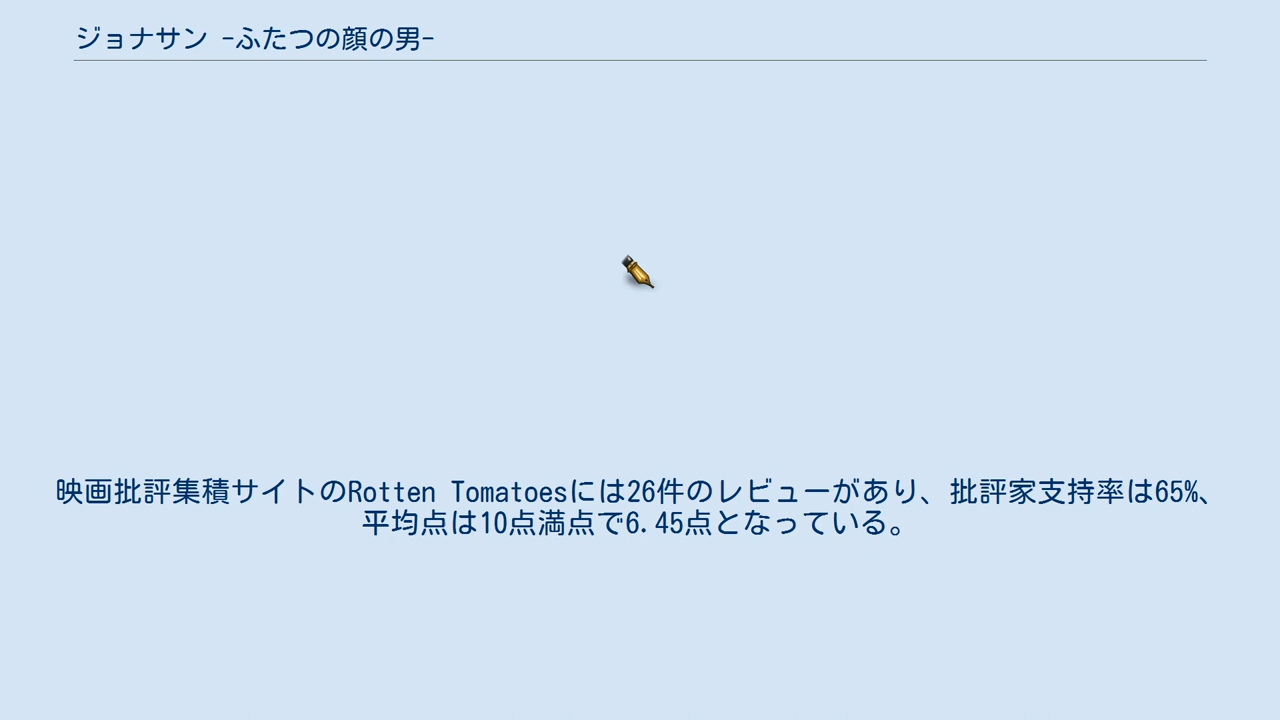 ジョナサン -ふたつの顔の男-
映画批評集積サイトのRotten Tomatoesには26件のレビューがあり、批評家支持率は65%、
平均点は10点満点で6.45点となっている。